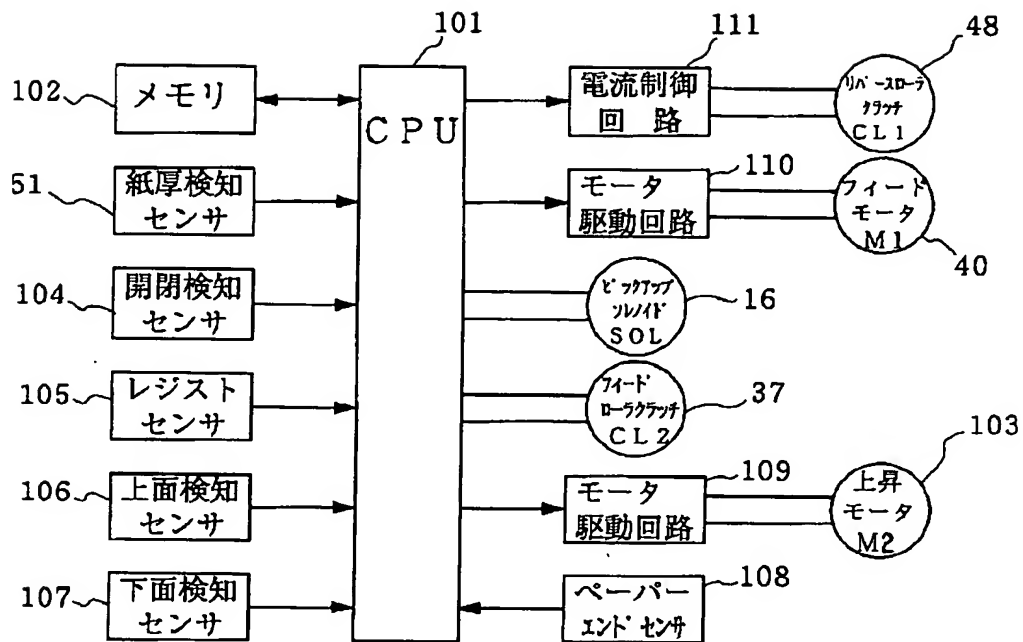 101
111
48
102
メモリ
CPU
電流制御
回路
リバースローラ
クラッチ
CL1
51
紙厚検知
センサ
110
モータ
駆動回路
フィード
モータ
M1
40
104
開閉検知
センサ
ピックアップ
ソレノイド
SOL
16
105
レジスト
センサ
フィード
ローラクラッチ
CL2
37
103
106
上面検知
センサ
109
モータ
駆動回路
上昇
モータ
M2
107
下面検知
センサ
108
ペーパー
エンドセンサ